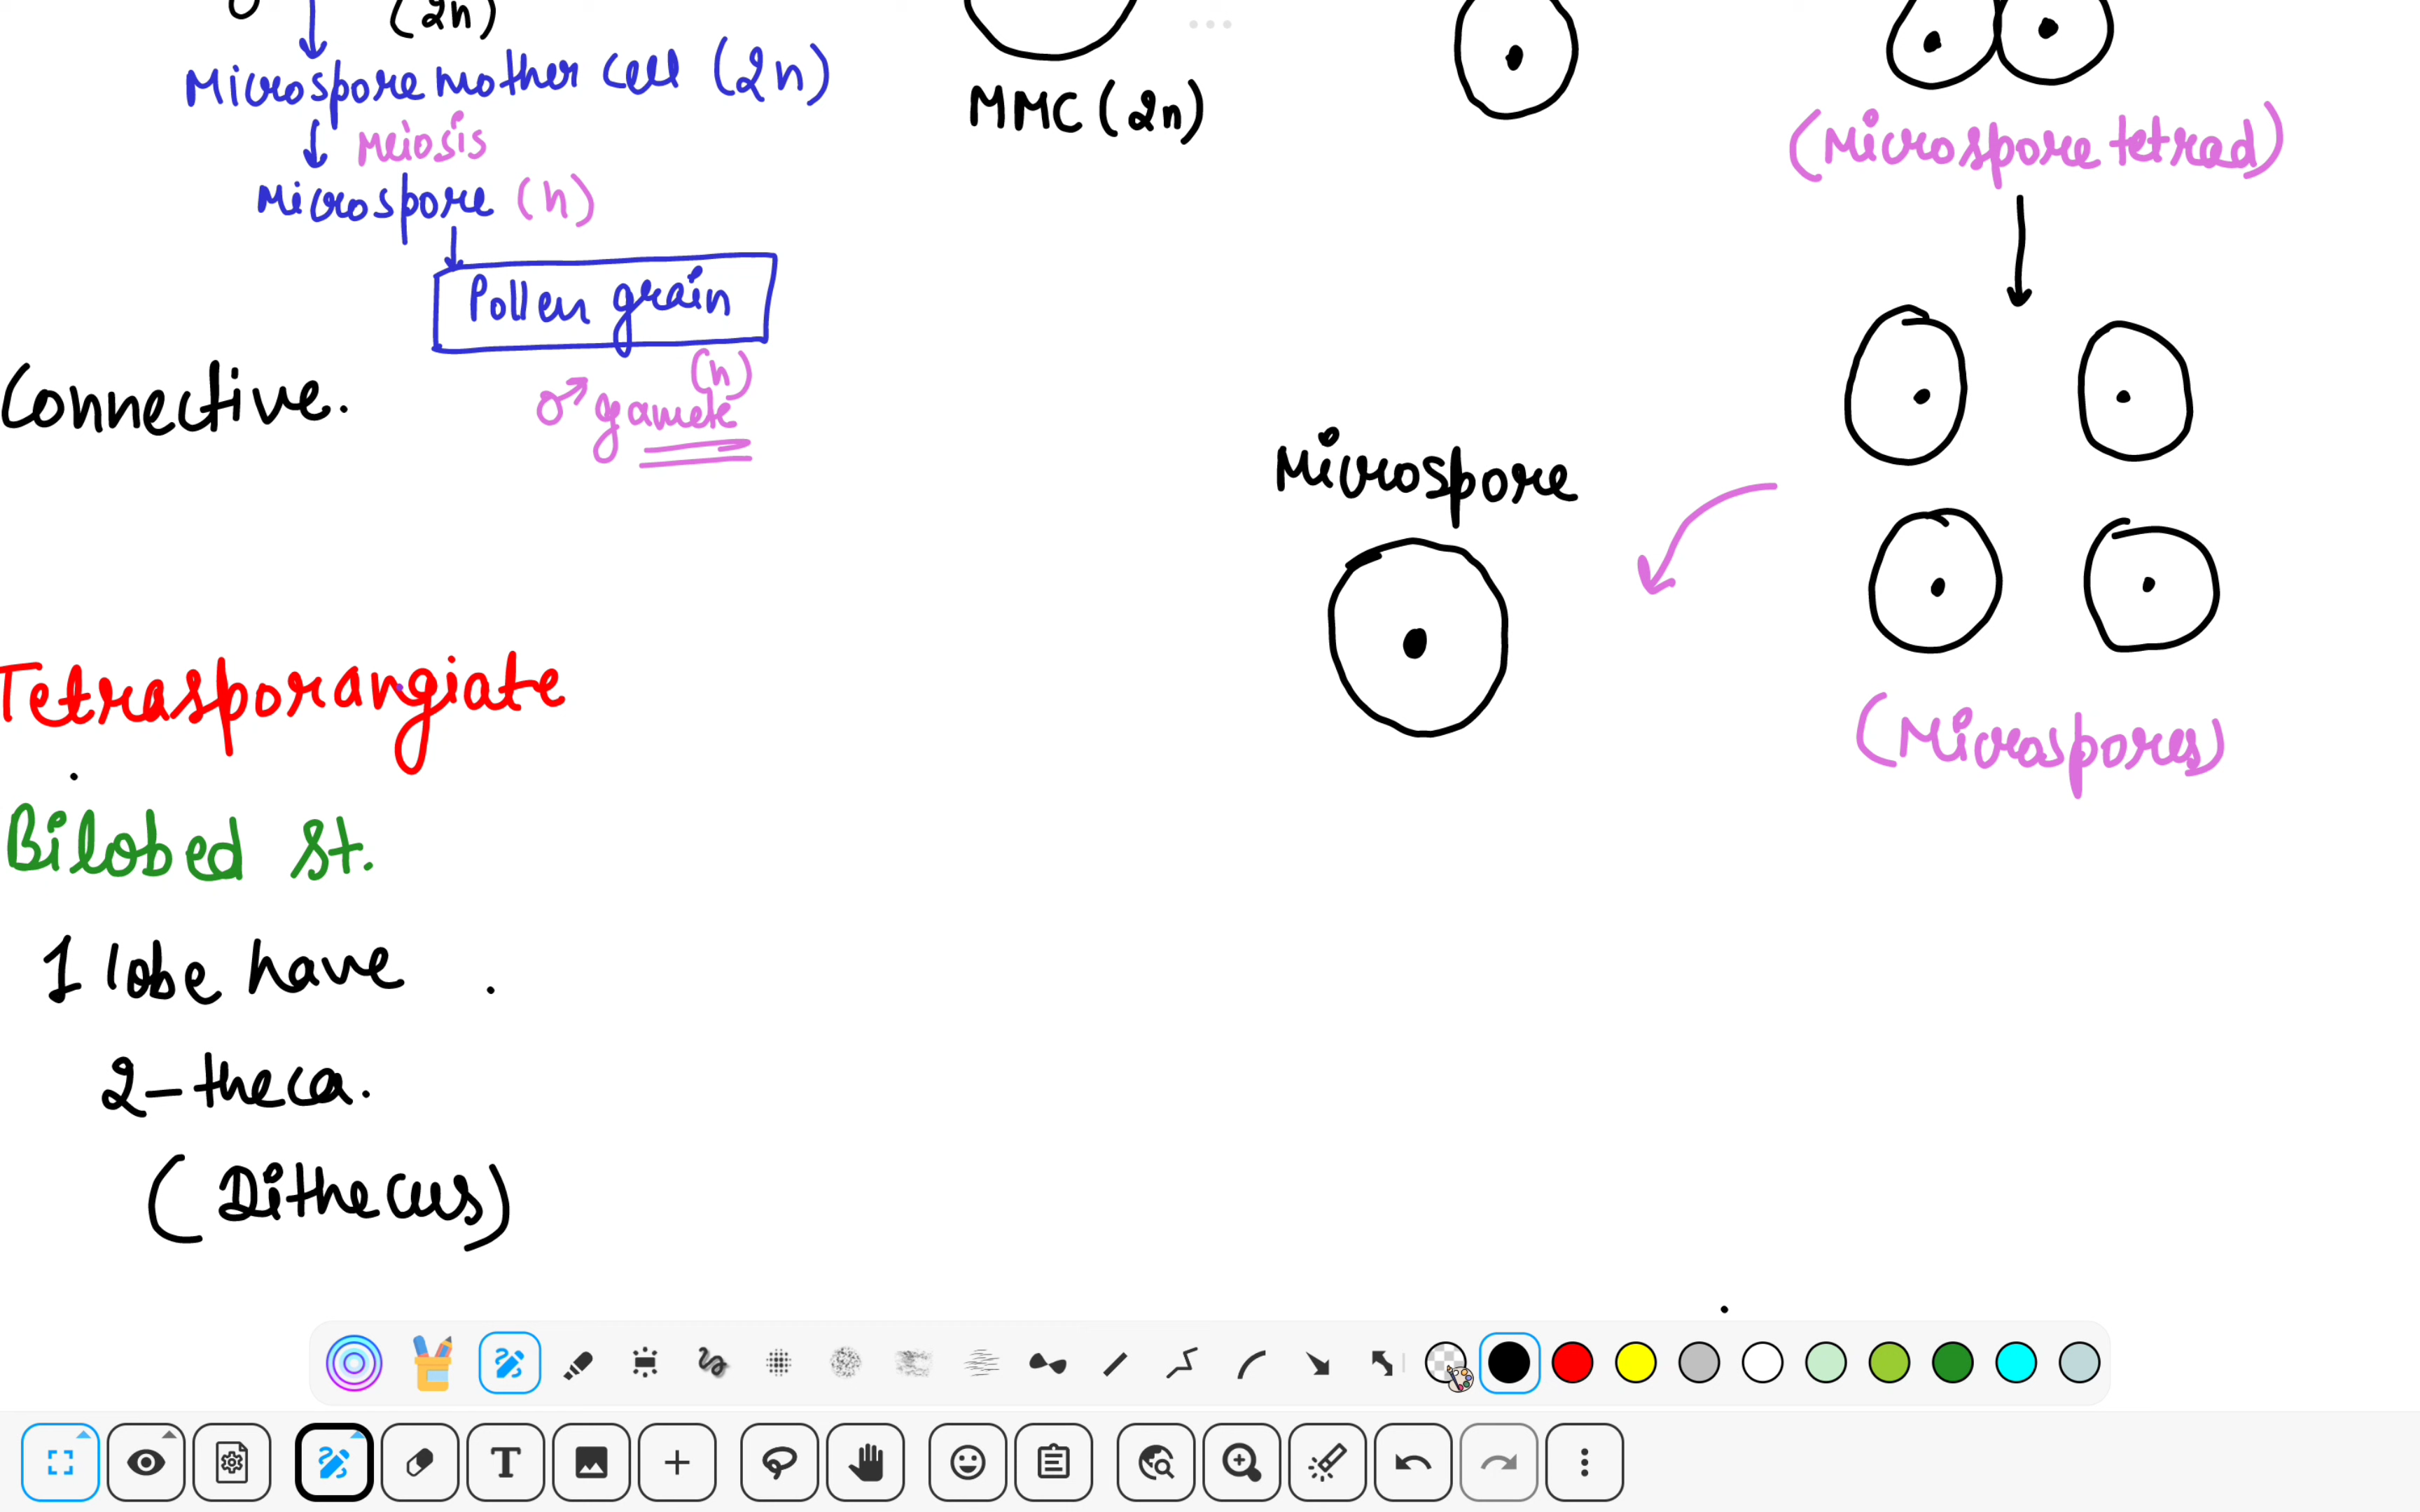 (2n)
Microspore mother cell (2n)
Meiosis
Microspore (n)
Pollen grain
(n)
♂ gamete
Connective.
Tetrasporangiate
Bilobed st.
1 lobe have
2-theca.
(Dithecus)
MMC (2n)
(Microspore tetrad)
Microspore
(Microspores)
T